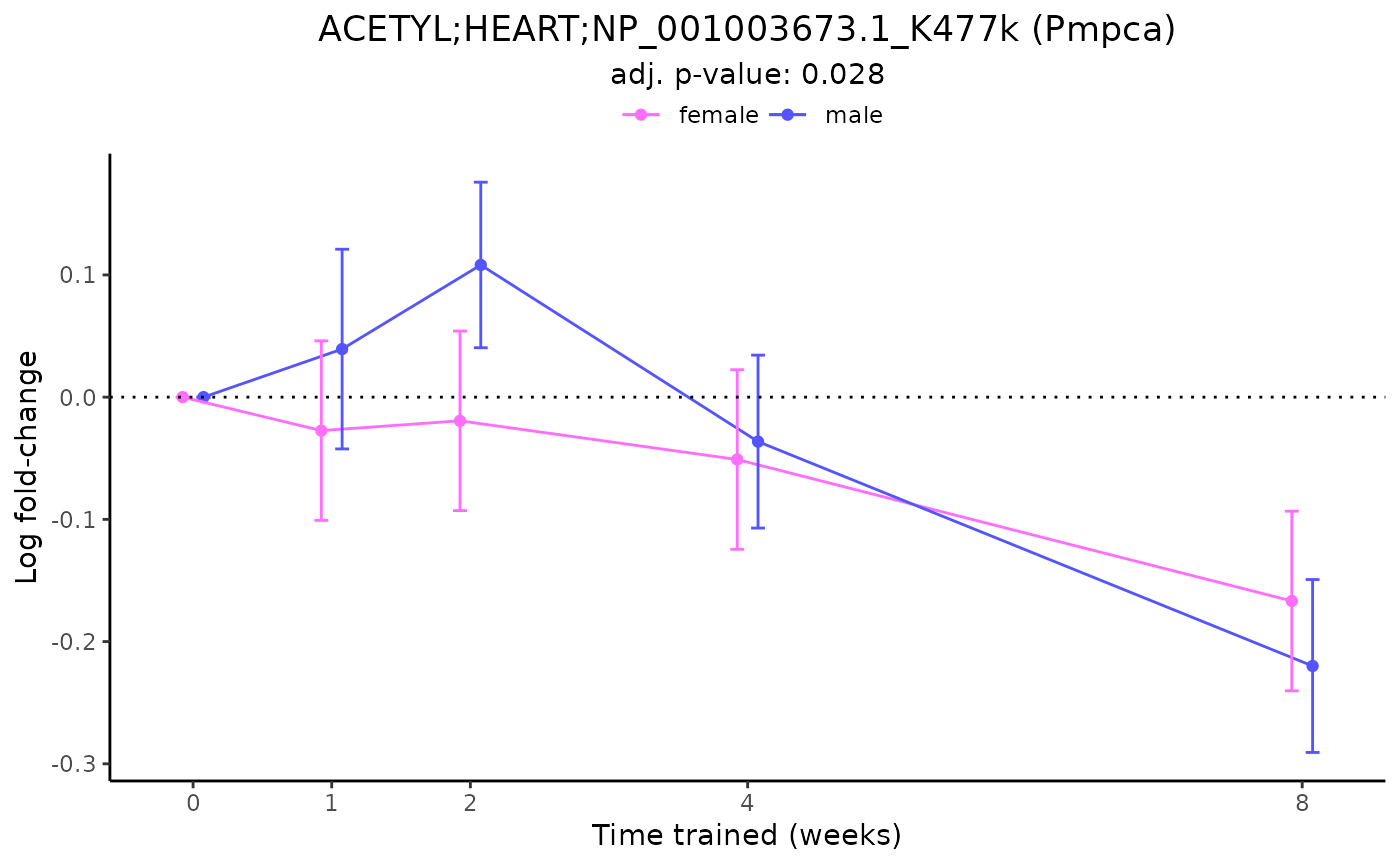 ACETYL;HEART;NP_001003673.1_K477k (Pmpca)
adj. p-value: 0.028
female male
Log fold-change
0.1
0.0
-0.1
-0.2
-0.3
0 1 2 4 8
Time trained (weeks)